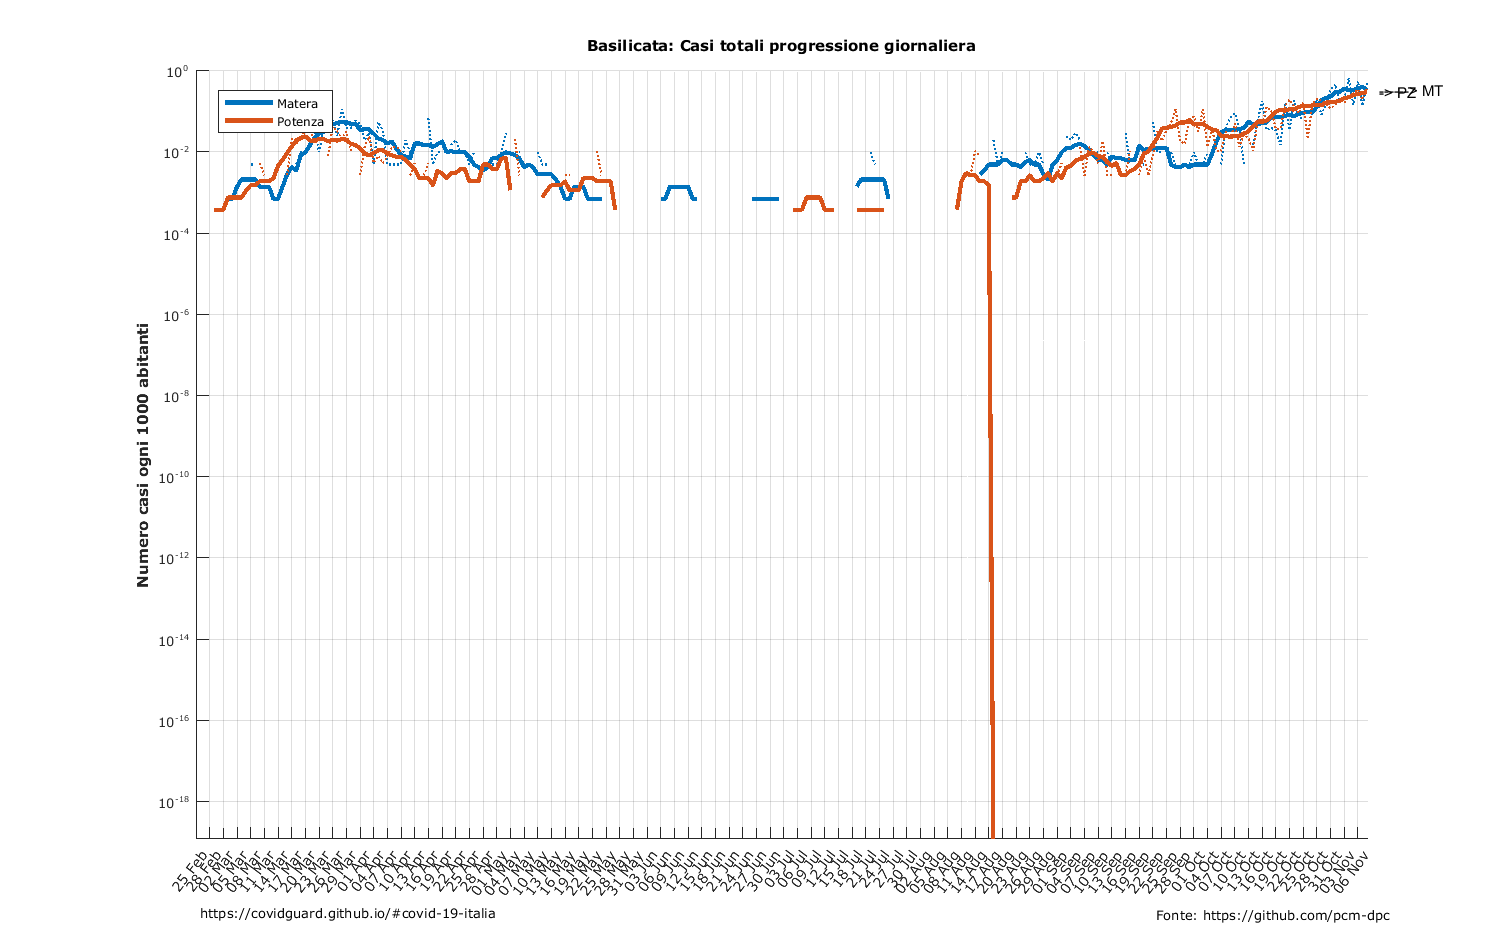 Basilicata: Casi totali progressione giornaliera
Matera
Potenza
Numero casi ogni 1000 abitanti
10^0
10^-2
10^-4
10^-6
10^-8
10^-10
10^-12
10^-14
10^-16
10^-18
=> PZ
MT
25 Feb
28 Feb
02 Mar
05 Mar
08 Mar
11 Mar
14 Mar
17 Mar
20 Mar
23 Mar
26 Mar
29 Mar
01 Apr
04 Apr
07 Apr
10 Apr
13 Apr
16 Apr
19 Apr
22 Apr
25 Apr
28 Apr
01 May
04 May
07 May
10 May
13 May
16 May
19 May
22 May
25 May
28 May
31 May
03 Jun
06 Jun
09 Jun
12 Jun
15 Jun
18 Jun
21 Jun
24 Jun
27 Jun
30 Jun
03 Jul
06 Jul
09 Jul
12 Jul
15 Jul
18 Jul
21 Jul
24 Jul
27 Jul
30 Jul
02 Aug
05 Aug
08 Aug
11 Aug
14 Aug
17 Aug
20 Aug
23 Aug
26 Aug
29 Aug
01 Sep
04 Sep
07 Sep
10 Sep
13 Sep
16 Sep
19 Sep
22 Sep
25 Sep
28 Sep
01 Oct
04 Oct
07 Oct
10 Oct
13 Oct
16 Oct
19 Oct
22 Oct
25 Oct
28 Oct
31 Oct
03 Nov
06 Nov
https://covidguard.github.io/#covid-19-italia
Fonte: https://github.com/pcm-dpc